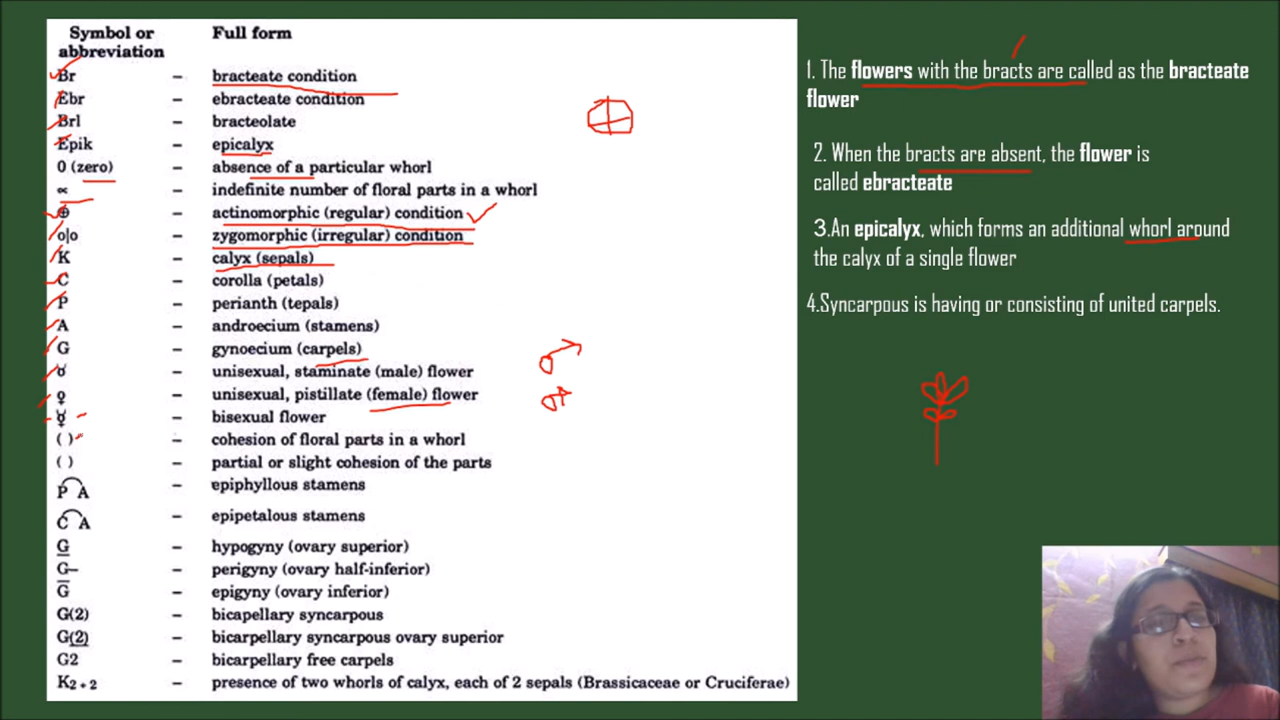 Symbol or abbreviation Full form
Br – bracteate condition
Ebr – ebracteate condition
Brl – bracteolate
Epik – epicalyx
0 (zero) – absence of a particular whorl
∝ – indefinite number of floral parts in a whorl
⊕ – actinomorphic (regular) condition
o|o – zygomorphic (irregular) condition
K – calyx (sepals)
C – corolla (petals)
P – perianth (tepals)
A – androecium (stamens)
G – gynoecium (carpels)
♂ – unisexual, staminate (male) flower
♀ – unisexual, pistillate (female) flower
⚥ – bisexual flower
( ) – cohesion of floral parts in a whorl
( ) – partial or slight cohesion of the parts
P A – epiphyllous stamens
C A – epipetalous stamens
G – hypogyny (ovary superior)
G– – perigyny (ovary half-inferior)
G – epigyny (ovary inferior)
G(2) – bicapellary syncarpous
G(2) – bicarpellary syncarpous ovary superior
G2 – bicarpellary free carpels
K2 + 2 – presence of two whorls of calyx, each of 2 sepals (Brassicaceae or Cruciferae)
1. The flowers with the bracts are called as the bracteate
flower
2. When the bracts are absent, the flower is
called ebracteate
3.An epicalyx, which forms an additional whorl around
the calyx of a single flower
4.Syncarpous is having or consisting of united carpels.